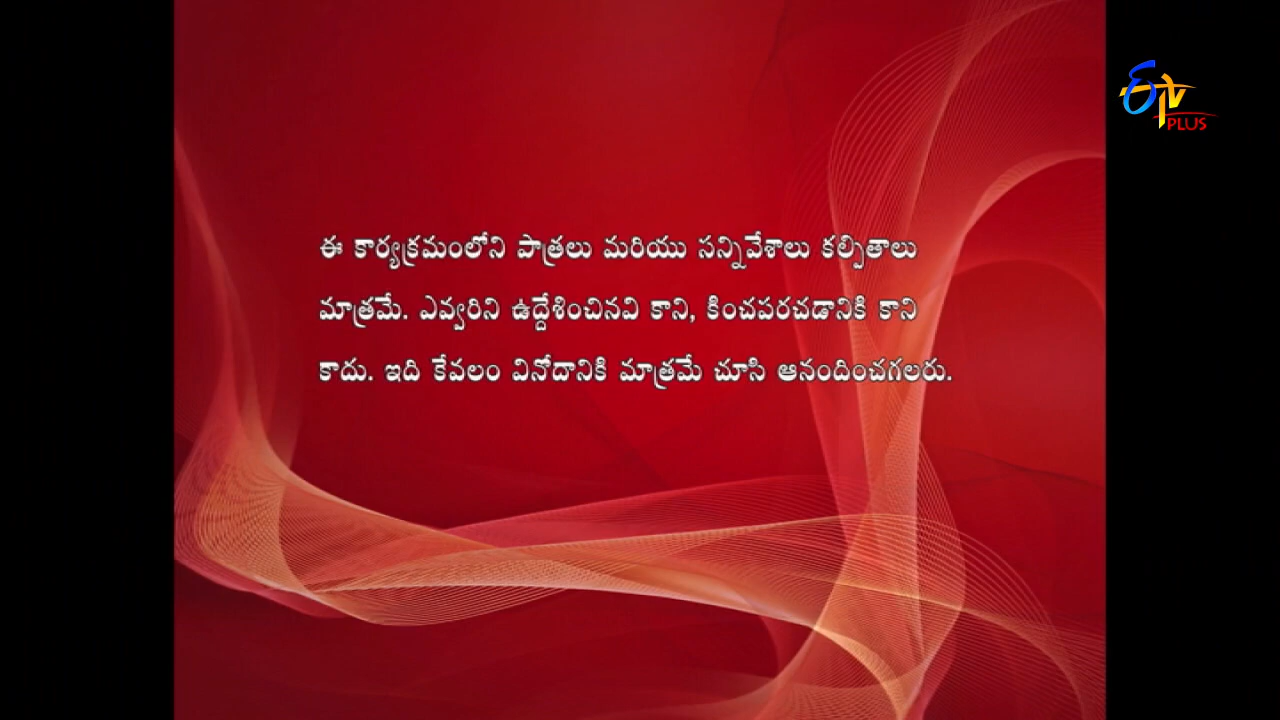 ETV
PLUS
ఈ కార్యక్రమంలోని పాత్రలు మరియు సన్నివేశాలు కల్పితాలు
మాత్రమే. ఎవ్వరిని ఉద్దేశించినవి కాని, కించపరచడానికి కాని
కాదు. ఇది కేవలం వినోదానికి మాత్రమే చూసి ఆనందించగలరు.